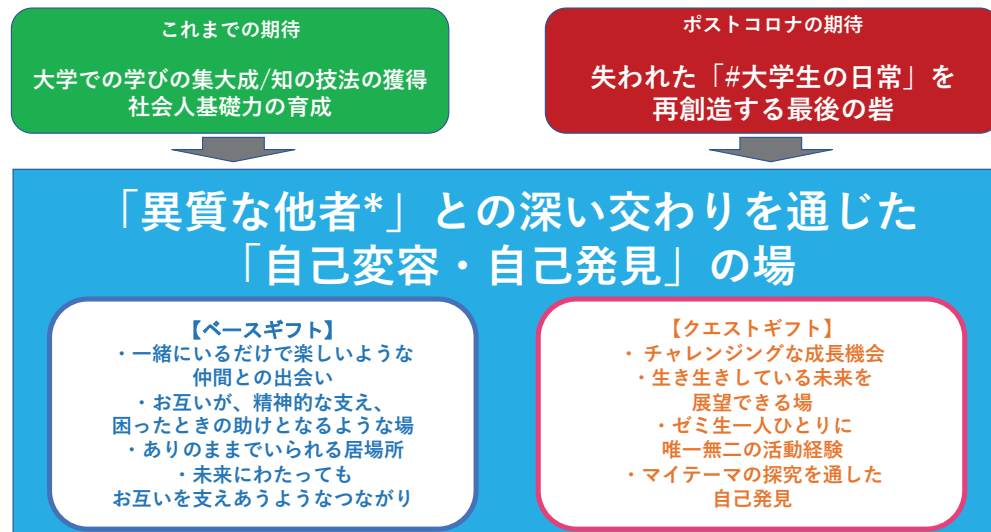 これまでの期待
大学での学びの集大成/知の技法の獲得
社会人基礎力の育成
ポストコロナの期待
失われた「#大学生の日常」を
再創造する最後の砦
「異質な他者*」との深い交わりを通じた
「自己変容・自己発見」の場
【ベースギフト】
・一緒にいるだけで楽しいような
仲間との出会い
・お互いが、精神的な支え、
困ったときの助けとなるような場
・ありのままでいられる居場所
・未来にわたっても
お互いを支えあうようなつながり
【クエストギフト】
・ チャレンジングな成長機会
・生き生きしている未来を
展望できる場
・ゼミ生一人ひとりに
唯一無二の活動経験
・マイテーマの探究を通した
自己発見